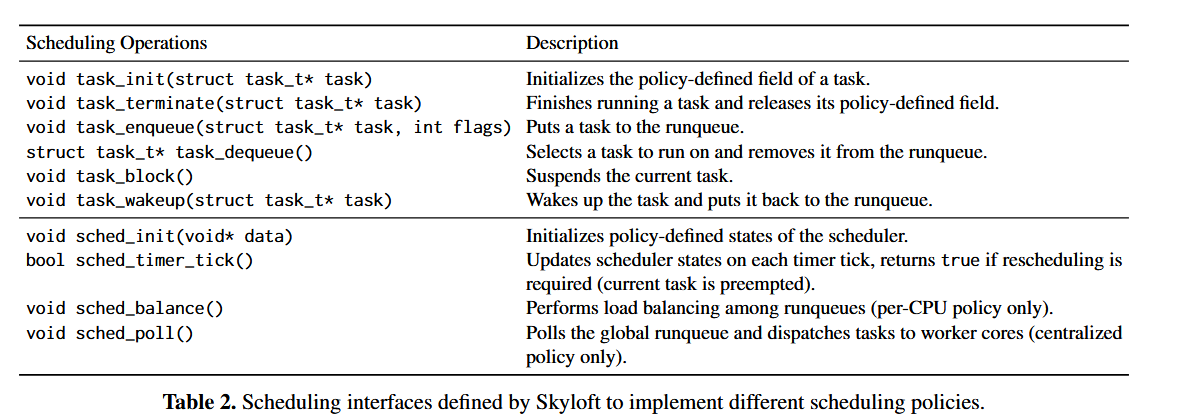 Scheduling Operations Description
void task_init(struct task_t* task) Initializes the policy-defined field of a task.
void task_terminate(struct task_t* task) Finishes running a task and releases its policy-defined field.
void task_enqueue(struct task_t* task, int flags) Puts a task to the runqueue.
struct task_t* task_dequeue() Selects a task to run on and removes it from the runqueue.
void task_block() Suspends the current task.
void task_wakeup(struct task_t* task) Wakes up the task and puts it back to the runqueue.
void sched_init(void* data) Initializes policy-defined states of the scheduler.
bool sched_timer_tick() Updates scheduler states on each timer tick, returns true if rescheduling is
required (current task is preempted).
void sched_balance() Performs load balancing among runqueues (per-CPU policy only).
void sched_poll() Polls the global runqueue and dispatches tasks to worker cores (centralized
policy only).
Table 2. Scheduling interfaces defined by Skyloft to implement different scheduling policies.